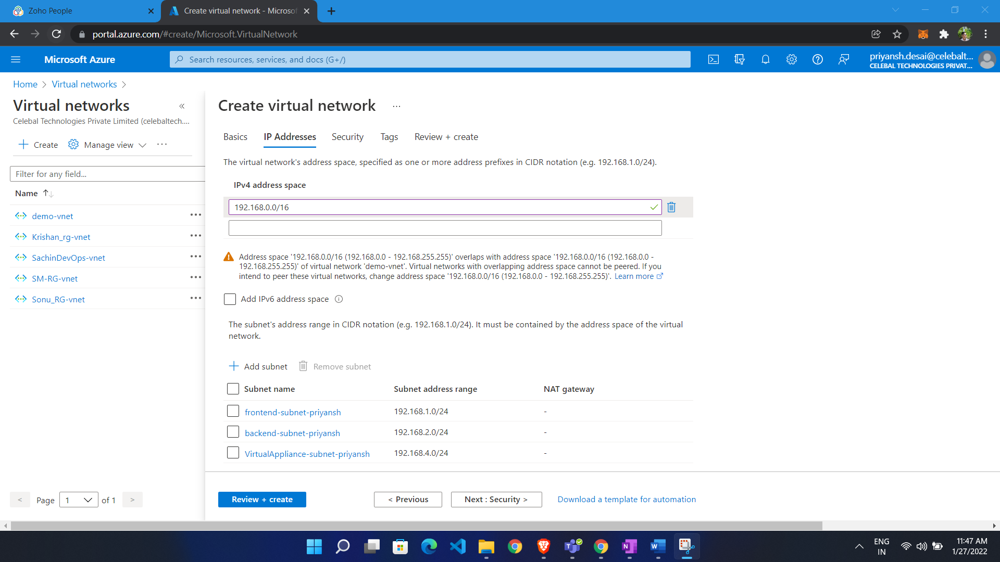 Zoho People
Create virtual network - Microsof
portal.azure.com/#create/Microsoft.VirtualNetwork
Microsoft Azure
Search resources, services, and docs (G+/)
priyansh.desai@celebalt...
CELEBAL TECHNOLOGIES PRIVAT...
Home > Virtual networks >
Virtual networks
«
Celebal Technologies Private Limited (celebaltech....
Create
Manage view
Filter for any field...
Name
demo-vnet
Krishan_rg-vnet
SachinDevOps-vnet
SM-RG-vnet
Sonu_RG-vnet
< Page 1 of 1 >
Create virtual network ...
Basics
IP Addresses
Security
Tags
Review + create
The virtual network's address space, specified as one or more address prefixes in CIDR notation (e.g. 192.168.1.0/24).
IPv4 address space
192.168.0.0/16
Address space '192.168.0.0/16 (192.168.0.0 - 192.168.255.255)' overlaps with address space '192.168.0.0/16 (192.168.0.0 -
192.168.255.255)' of virtual network 'demo-vnet'. Virtual networks with overlapping address space cannot be peered. If you
intend to peer these virtual networks, change address space '192.168.0.0/16 (192.168.0.0 - 192.168.255.255)'. Learn more
Add IPv6 address space
The subnet's address range in CIDR notation (e.g. 192.168.1.0/24). It must be contained by the address space of the virtual
network.
Add subnet
Remove subnet
Subnet name Subnet address range NAT gateway
frontend-subnet-priyansh 192.168.1.0/24 -
backend-subnet-priyansh 192.168.2.0/24 -
VirtualAppliance-subnet-priyansh 192.168.4.0/24 -
Review + create
< Previous
Next : Security >
Download a template for automation
ENG
IN
11:47 AM
1/27/2022